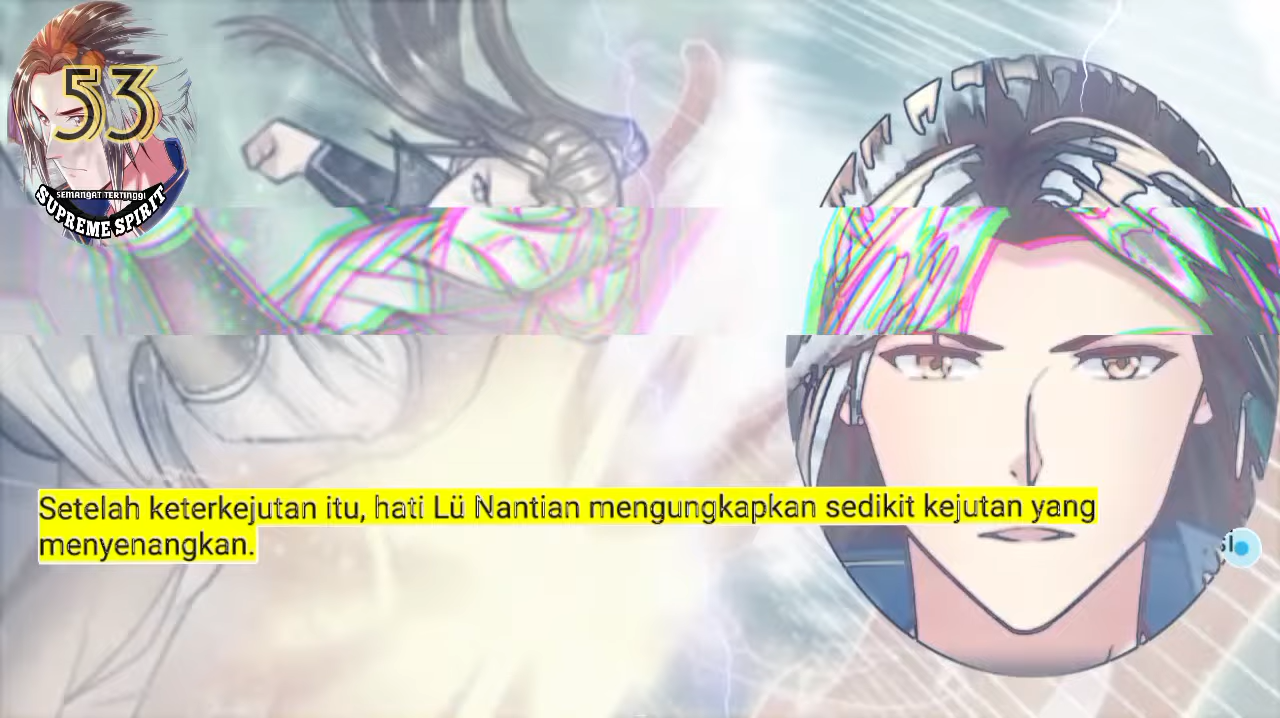 53
SEMANGAT TERTINGGI
SUPREME SPIRIT
Setelah keterkejutan itu, hati Lü Nantian mengungkapkan sedikit kejutan yang
menyenangkan.